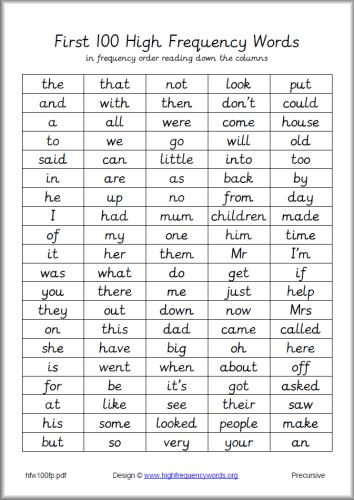 First 100 High Frequency Words
in frequency order reading down the columns
the that not look put
and with then don't could
a all were come house
to we go will old
said can little into too
in are as back by
he up no from day
I had mum children made
of my one him time
it her them Mr I'm
was what do get if
you there me just help
they out down now Mrs
on this dad came called
she have big oh here
is went when about off
for be it's got asked
at like see their saw
his some looked people make
but so very your an
hfw100fp.pdf Design © www.highfrequencywords.org Precursive